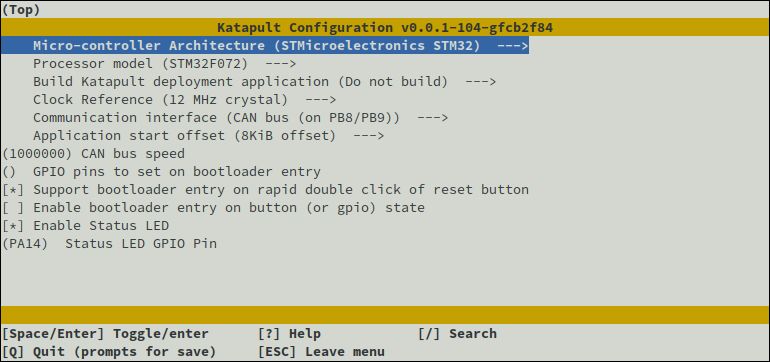 (Top)
Katapult Configuration v0.0.1-104-gfcb2f84
Micro-controller Architecture (STMicroelectronics STM32)  --->
Processor model (STM32F072)  --->
Build Katapult deployment application (Do not build)  --->
Clock Reference (12 MHz crystal)  --->
Communication interface (CAN bus (on PB8/PB9))  --->
Application start offset (8KiB offset)  --->
(1000000) CAN bus speed
()  GPIO pins to set on bootloader entry
[*] Support bootloader entry on rapid double click of reset button
[ ] Enable bootloader entry on button (or gpio) state
[*] Enable Status LED
(PA14)  Status LED GPIO Pin
[Space/Enter] Toggle/enter      [?] Help            [/] Search
[Q] Quit (prompts for save)     [ESC] Leave menu